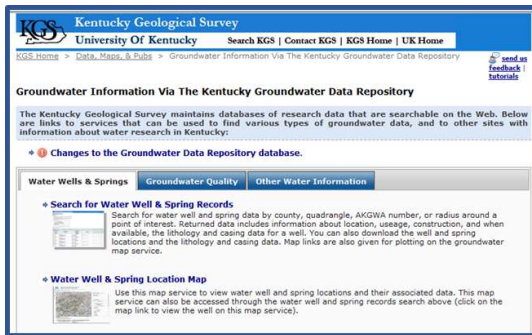 KGS
Kentucky Geological Survey
University Of Kentucky
Search KGS | Contact KGS | KGS Home | UK Home
KGS Home > Data, Maps, & Pubs > Groundwater Information Via The Kentucky Groundwater Data Repository
send us
feedback |
tutorials
Groundwater Information Via The Kentucky Groundwater Data Repository
The Kentucky Geological Survey maintains databases of research data that are searchable on the Web. Below
are links to services that can be used to find various types of groundwater data, and to other sites with
information about water research in Kentucky:
Changes to the Groundwater Data Repository database.
Water Wells & Springs
Groundwater Quality
Other Water Information
Search for Water Well & Spring Records
Search for water well and spring data by county, quadrangle, AKGWA number, or radius around a
point of interest. Returned data includes information about location, useage, construction, and when
available, the lithology and casing data for a well. You can also download the well and spring
locations and the lithology and casing data. Map links are also given for plotting on the groundwater
map service.
Water Well & Spring Location Map
Use this map service to view water well and spring locations and their associated data. This map
service can also be accessed through the water well and spring records search above (click on the
map link to view the well on this map service).